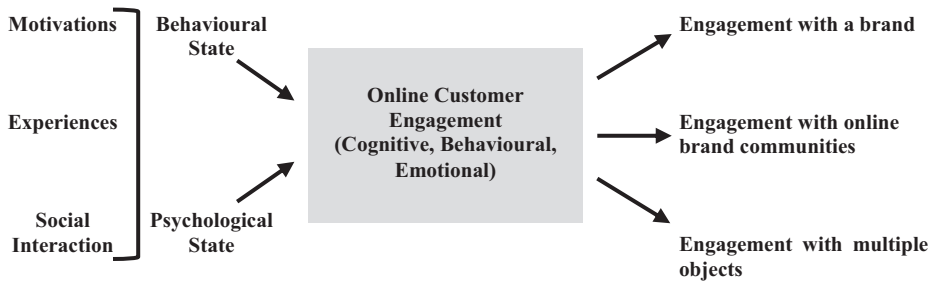 Motivations
Experiences
Social
Interaction
Behavioural
State
Psychological
State
Online Customer
Engagement
(Cognitive, Behavioural,
Emotional)
Engagement with a brand
Engagement with online
brand communities
Engagement with multiple
objects